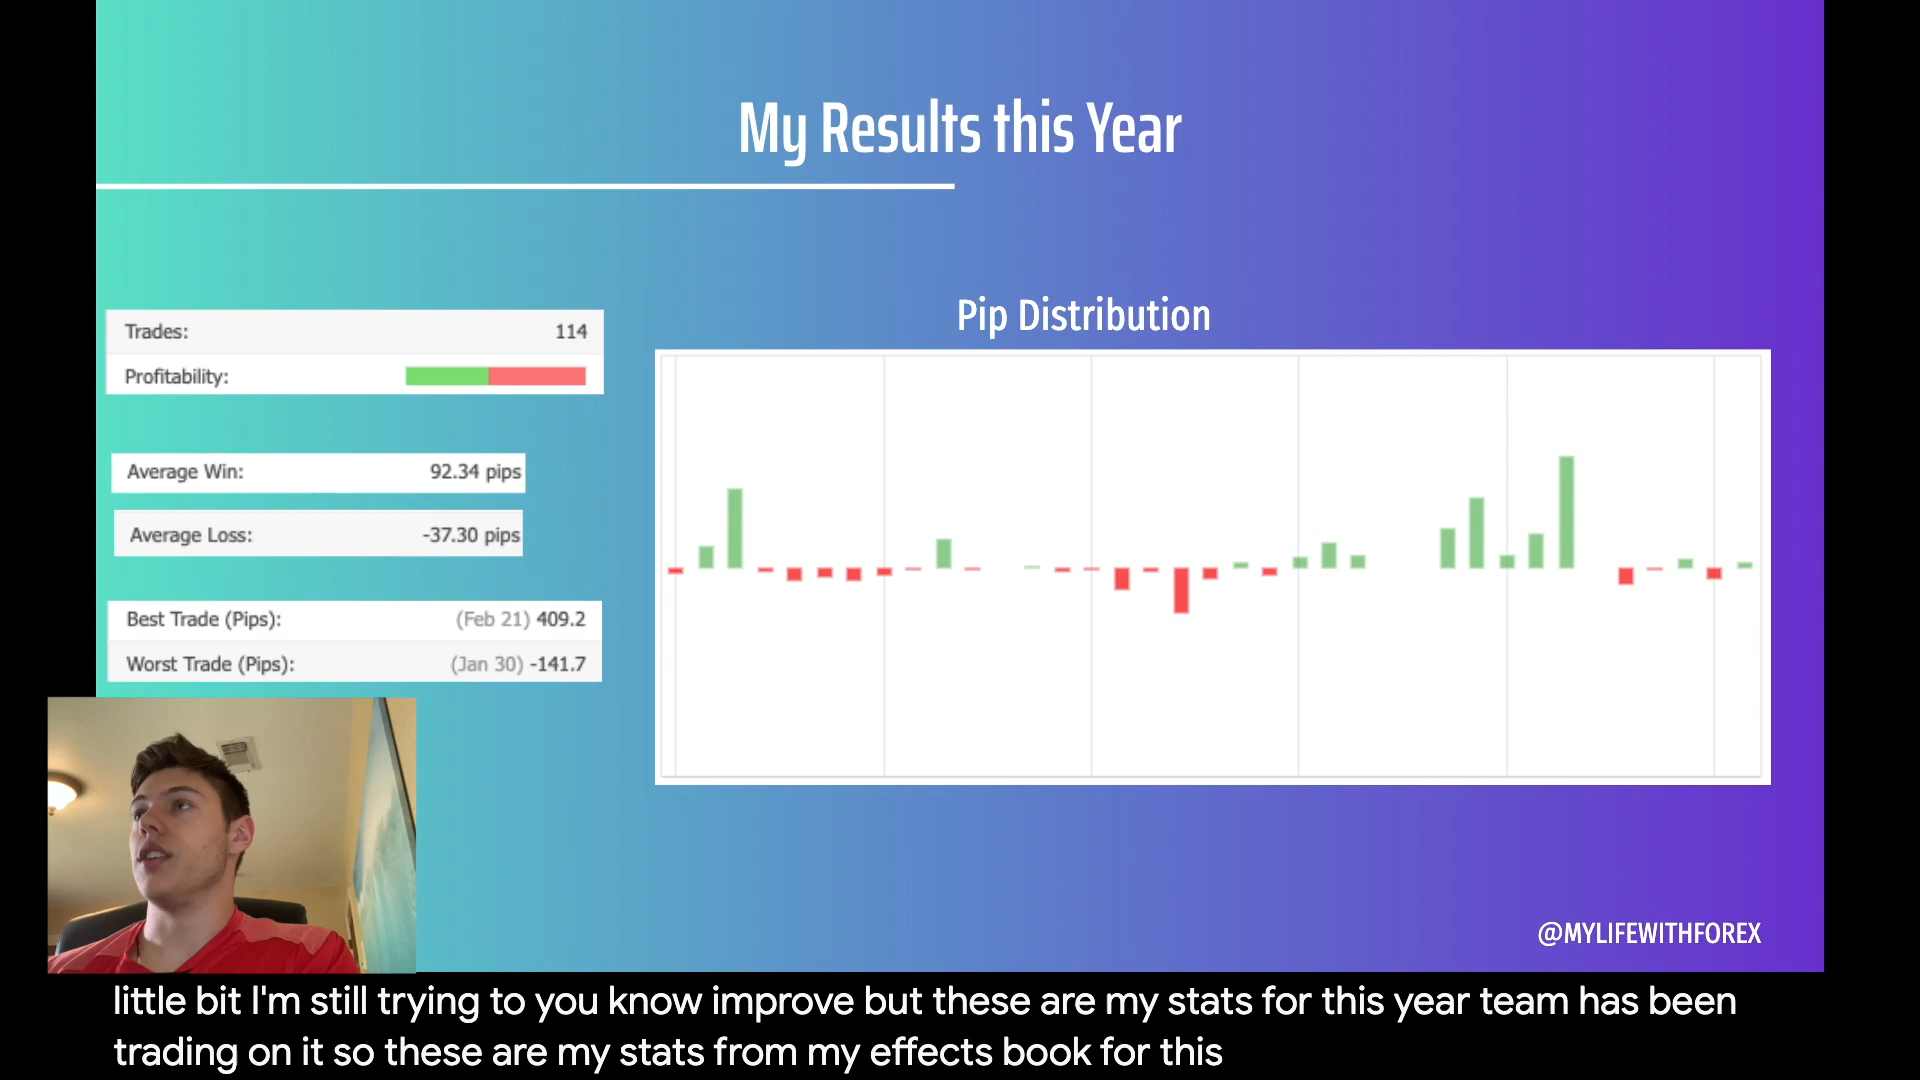 My Results this Year
Trades: 114
Profitability:
Average Win: 92.34 pips
Average Loss: -37.30 pips
Best Trade (Pips): (Feb 21) 409.2
Worst Trade (Pips): (Jan 30) -141.7
Pip Distribution
@MYLIFEWITHFOREX
little bit I'm still trying to you know improve but these are my stats for this year team has been
trading on it so these are my stats from my effects book for this